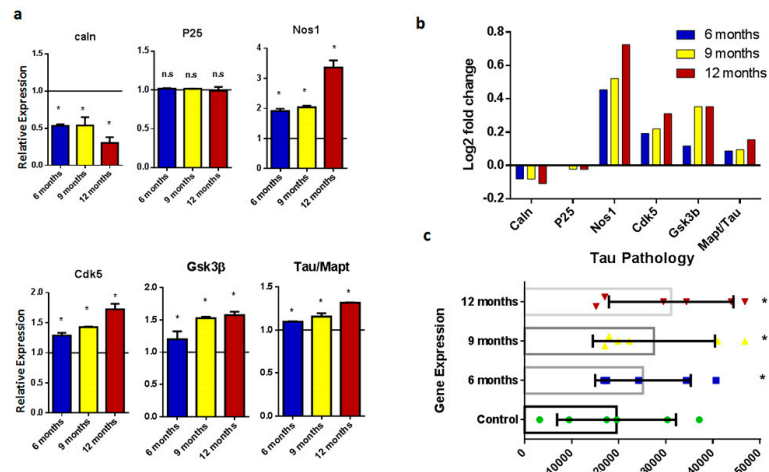 a
caln
Relative Expression
1.5
1.0
0.5
0.0
*
*
*
6 months
9 months
12 months
P25
1.5
1.0
0.5
0.0
n.s
n.s
n.s
6 months
9 months
12 months
Nos1
4
3
2
1
0
*
*
*
6 months
9 months
12 months
b
6 months
9 months
12 months
Log2 fold change
0.8
0.6
0.4
0.2
0.0
-0.2
Caln
P25
Nos1
Cdk5
Gsk3b
Mapt/Tau
Cdk5
Relative Expression
2.0
1.5
1.0
0.5
0.0
*
*
*
6 months
9 months
12 months
Gsk3β
2.0
1.5
1.0
0.5
0.0
*
*
*
6 months
9 months
12 months
Tau/Mapt
1.5
1.0
0.5
0.0
*
*
*
6 months
9 months
12 months
c
Tau Pathology
Gene Expression
12 months
*
9 months
*
6 months
*
Control
0
10000
20000
30000
40000
50000